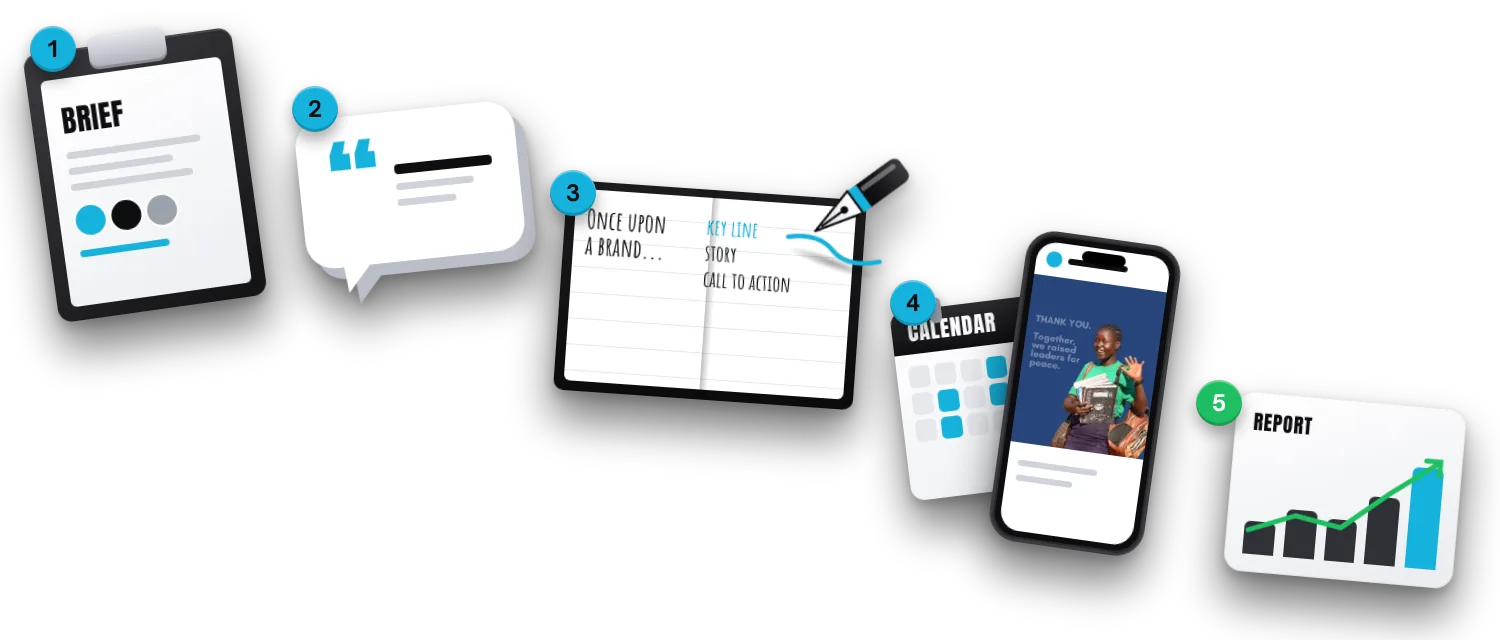 1
BRIEF
2
“
3
Once upon
a brand...
KEY LINE
STORY
CALL TO ACTION
4
CALENDAR
THANK YOU.
Together,
we raised
leaders for
peace.
5
REPORT